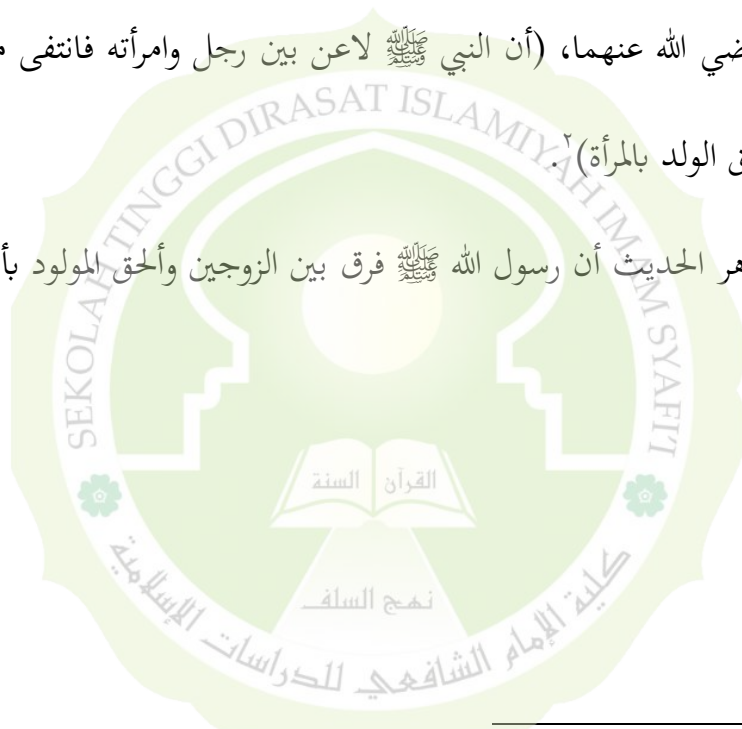 ضي الله عنهما، (أن النبي ﷺ لاعن بين رجل وامرأته فانتفى
ق الولد بالمرأة)٢.
هر الحديث أن رسول الله ﷺ فرق بين الزوجين وألحق المولود بأ
SEKOLAH TINGGI DIRASAT ISLAMIYAH IMAM SYAFI'I
القرآن السنة
نهج السلف
كلية الإمام الشافعي للدراسات الإسلامية